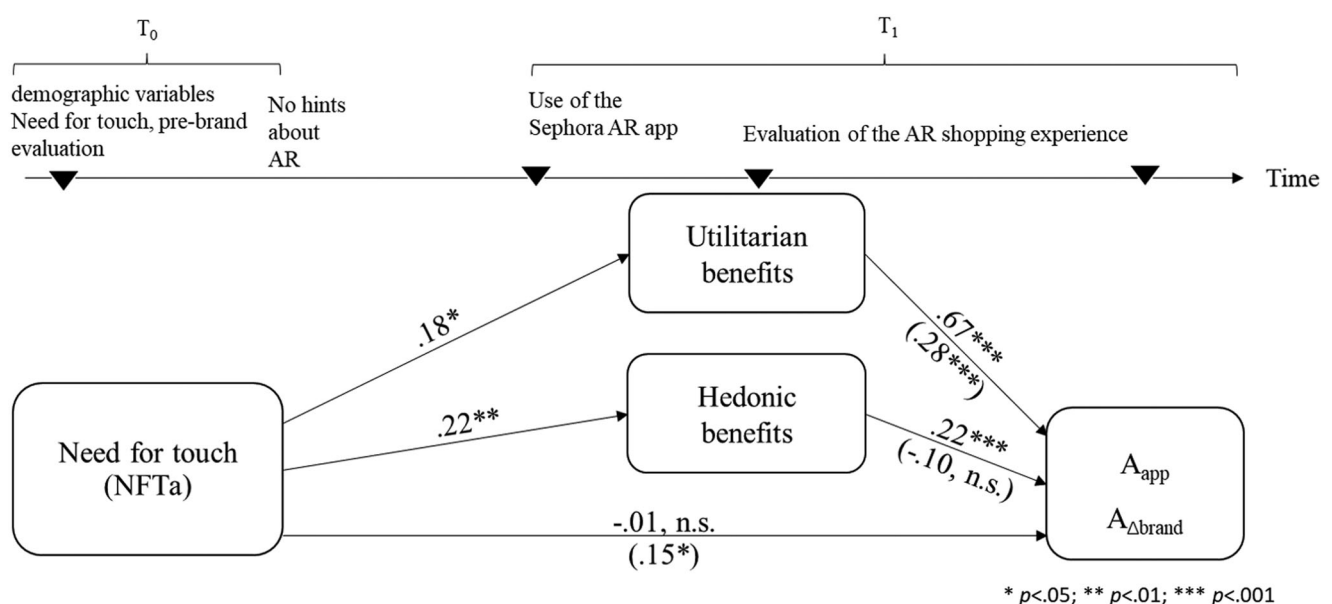 T₀
T₁
demographic variables
Need for touch, pre-brand
evaluation
No hints
about
AR
Use of the
Sephora AR app
Evaluation of the AR shopping experience
Time
Utilitarian
benefits
.18*
.67***
(.28***)
Hedonic
benefits
.22**
.22***
(-.10, n.s.)
Need for touch
(NFTa)
A_app
A_Δbrand
-.01, n.s.
(.15*)
* p<.05; ** p<.01; *** p<.001